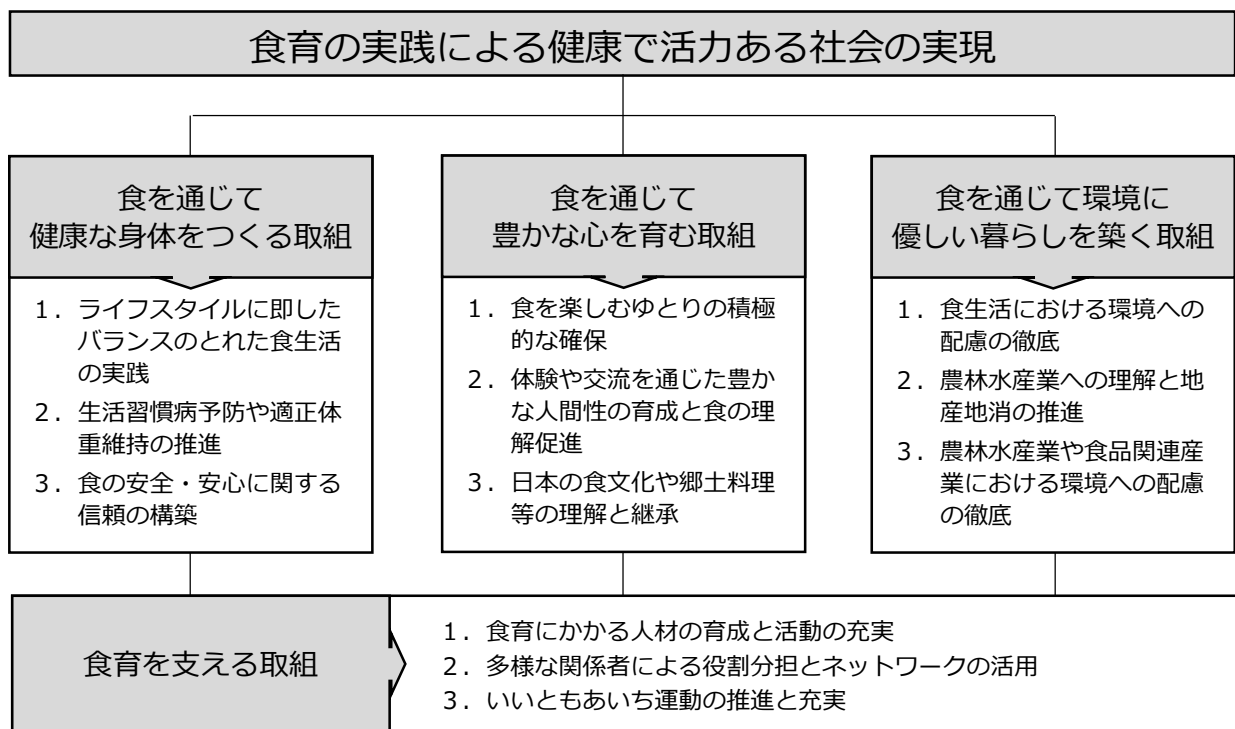 食育の実践による健康で活力ある社会の実現
食を通じて
健康な身体をつくる取組
1. ライフスタイルに即した
バランスのとれた食生活
の実践
2. 生活習慣病予防や適正体
重維持の推進
3. 食の安全・安心に関する
信頼の構築
食を通じて
豊かな心を育む取組
1. 食を楽しむゆとりの積極
的な確保
2. 体験や交流を通じた豊か
な人間性の育成と食の理
解促進
3. 日本の食文化や郷土料理
等の理解と継承
食を通じて環境に
優しい暮らしを築く取組
1. 食生活における環境への
配慮の徹底
2. 農林水産業への理解と地
産地消の推進
3. 農林水産業や食品関連産
業における環境への配慮
の徹底
食育を支える取組
1. 食育にかかる人材の育成と活動の充実
2. 多様な関係者による役割分担とネットワークの活用
3. いいともあいち運動の推進と充実